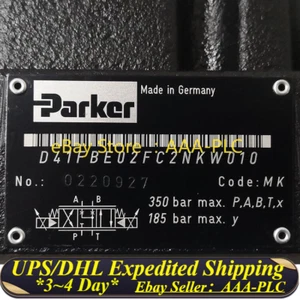 Parker
Made in Germany
eBay Store AAA-PLC
D41FBE02FC2NKW010
No.: 0220927
Code: MK
A B
P T
350 bar max. P,A,B,T,x
185 bar max. y
UPS/DHL Expedited Shipping
*3~4 Day* Ebay Seller: AAA-PLC